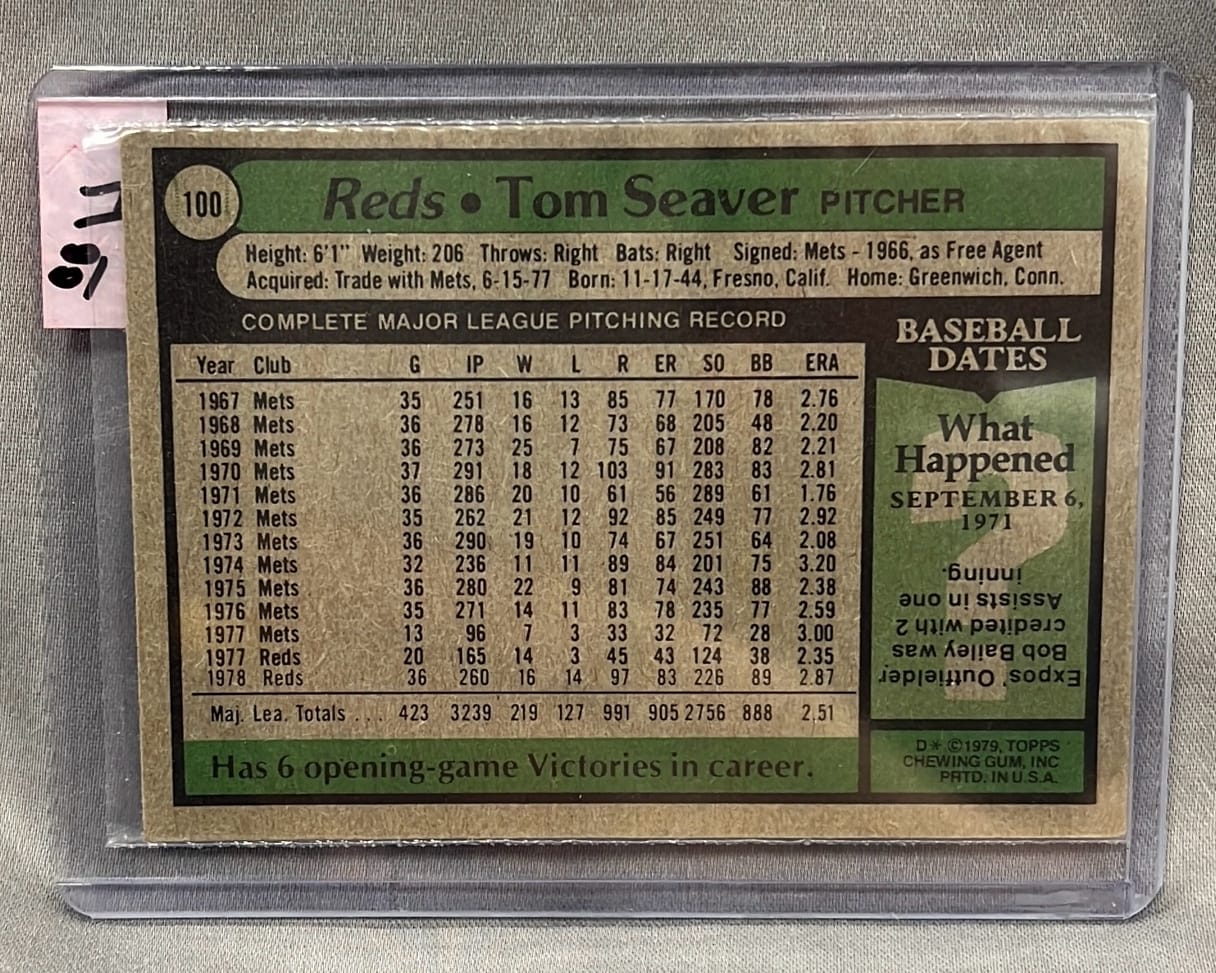 100
Reds • Tom Seaver PITCHER
Height: 6'1" Weight: 206 Throws: Right Bats: Right Signed: Mets - 1966, as Free Agent
Acquired: Trade with Mets, 6-15-77 Born: 11-17-44, Fresno, Calif. Home: Greenwich, Conn.
COMPLETE MAJOR LEAGUE PITCHING RECORD
Year Club G IP W L R ER SO BB ERA
1967 Mets 35 251 16 13 85 77 170 78 2.76
1968 Mets 36 278 16 12 73 68 205 48 2.20
1969 Mets 36 273 25 7 75 67 208 82 2.21
1970 Mets 37 291 18 12 103 91 283 83 2.81
1971 Mets 36 286 20 10 61 56 289 61 1.76
1972 Mets 35 262 21 12 92 85 249 77 2.92
1973 Mets 36 290 19 10 74 67 251 64 2.08
1974 Mets 32 236 11 11 89 84 201 75 3.20
1975 Mets 36 280 22 9 81 74 243 88 2.38
1976 Mets 35 271 14 11 83 78 235 77 2.59
1977 Mets 13 96 7 3 33 32 72 28 3.00
1977 Reds 20 165 14 3 45 43 124 38 2.35
1978 Reds 36 260 16 14 97 83 226 89 2.87
Maj. Lea. Totals ... 423 3239 219 127 991 905 2756 888 2.51
Has 6 opening-game Victories in career.
BASEBALL
DATES
What
Happened
SEPTEMBER 6,
1971
Expos' Outfielder
Bob Bailey was
credited with 2
Assists in one
inning.
D* ©1979, TOPPS
CHEWING GUM, INC
PRTD. IN U.S.A.